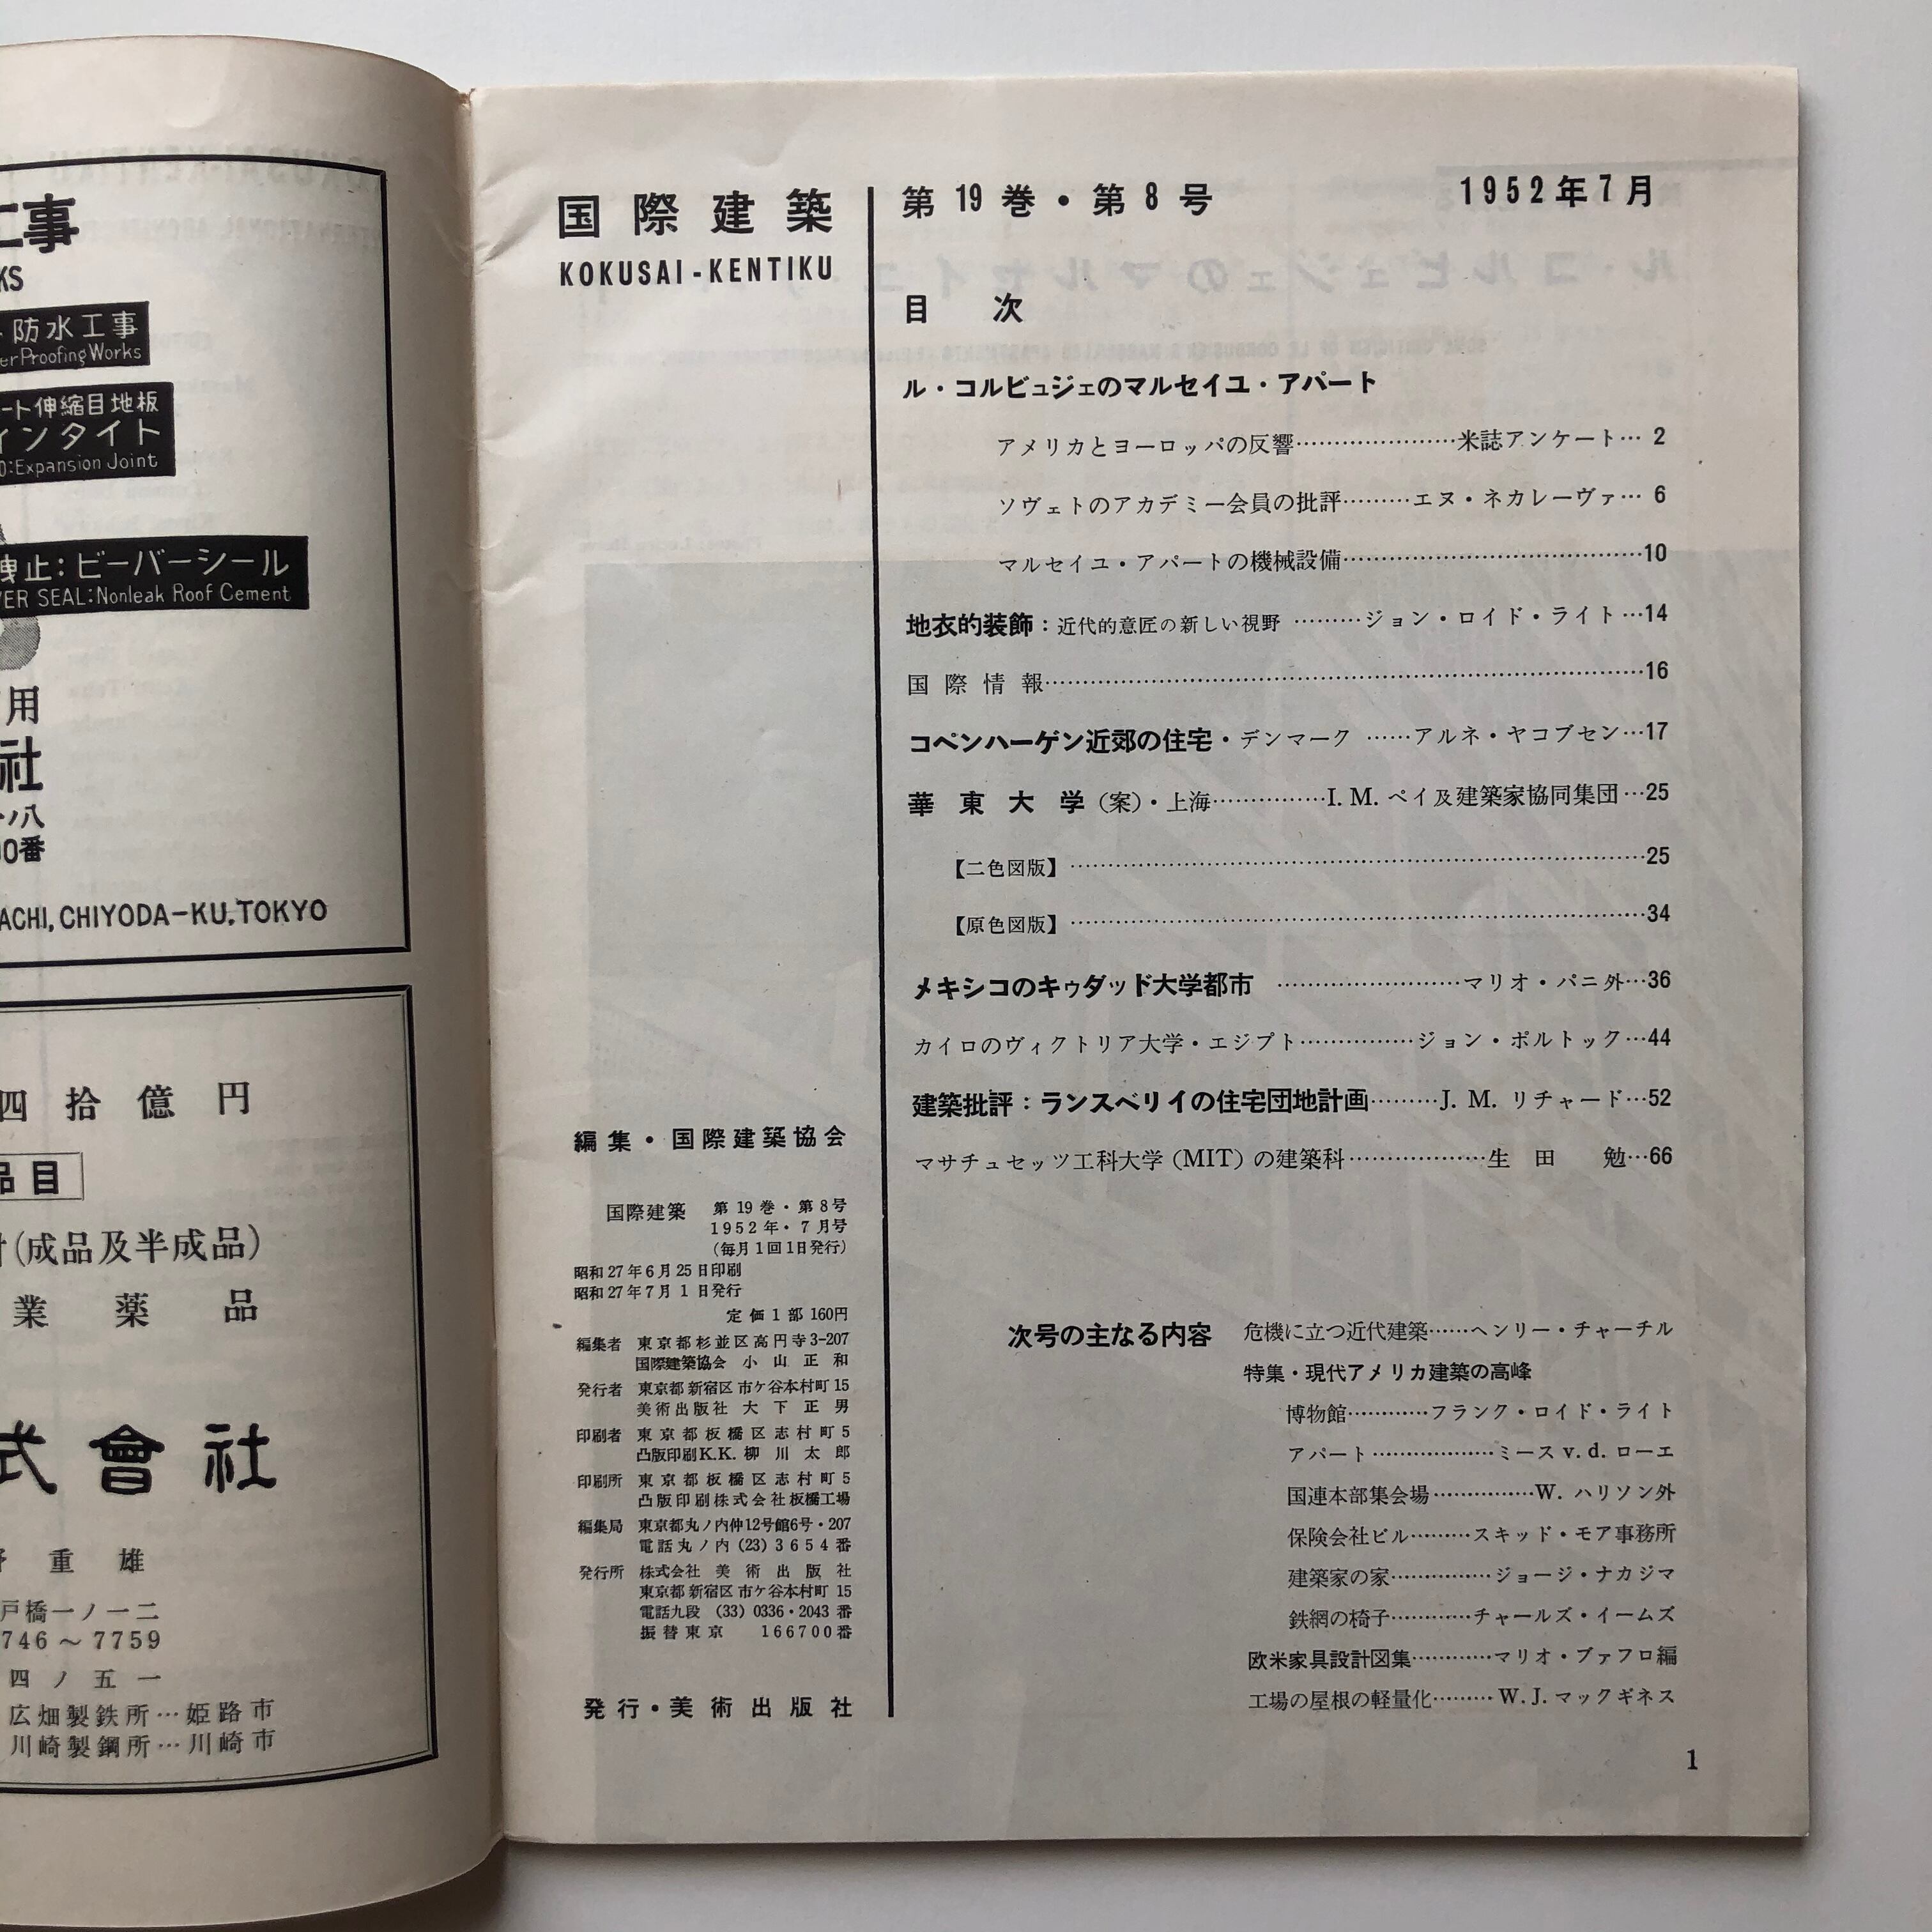 工事
KS
防水工事
erProofing Works
ート伸縮目地板
インタイト
O:Expansion Joint
洩止:ビーバーシール
VER SEAL:Nonleak Roof Cement
用
社
ノ八
00番
ACHI, CHIYODA-KU, TOKYO
四拾億円
品目
(成品及半成品)
業薬品
式會社
重雄
戸橋一ノ一二
746〜7759
四ノ五一
広畑製鉄所…姫路市
川崎製鋼所…川崎市
国際建築
KOKUSAI-KENTIKU
第19巻・第8号
1952年7月
目次
ル・コルビュジェのマルセイユ・アパート
アメリカとヨーロッパの反響…………………米誌アンケート… 2
ソヴェトのアカデミー会員の批評………エヌ・ネカレーヴァ… 6
マルセイユ・アパートの機械設備…………………………………10
地衣的装飾:近代的意匠の新しい視野 ………ジョン・ロイド・ライト…14
国際情報……………………………………………………………………16
コペンハーゲン近郊の住宅・デンマーク ……アルネ・ヤコブセン…17
華東大学(案)・上海……………I. M. ペイ及建築家協同集団…25
【二色図版】…………………………………………………………………25
【原色図版】…………………………………………………………………34
メキシコのキゥダッド大学都市 ……………………マリオ・パニ外…36
カイロのヴィクトリア大学・エジプト……………ジョン・ポルトック…44
建築批評:ランスベリイの住宅団地計画………J. M. リチャード…52
マサチュセッツ工科大学(MIT)の建築科………………生田 勉…66
次号の主なる内容
危機に立つ近代建築……ヘンリー・チャーチル
特集・現代アメリカ建築の高峰
博物館…………フランク・ロイド・ライト
アパート………………ミース v. d. ローエ
国連本部集会場……………W. ハリソン外
保険会社ビル………スキッド・モア事務所
建築家の家……………ジョージ・ナカジマ
鉄網の椅子…………チャールズ・イームズ
欧米家具設計図集…………マリオ・ブァフロ編
工場の屋根の軽量化………W. J. マックギネス
編集・国際建築協会
国際建築 第19巻・第8号
1952年・7月号
(毎月1回1日発行)
昭和27年6月25日印刷
昭和27年7月1日発行
定価1部160円
編集者 東京都杉並区高円寺3-207
国際建築協会 小山正和
発行者 東京都新宿区市ケ谷本村町15
美術出版社 大下正男
印刷者 東京都板橋区志村町5
凸版印刷K.K. 柳川太郎
印刷所 東京都板橋区志村町5
凸版印刷株式会社板橋工場
編集局 東京都丸ノ内仲12号館6号・207
電話丸ノ内(23)3654番
発行所 株式会社美術出版社
東京都新宿区市ケ谷本村町15
電話九段 (33)0336・2043番
振替東京 166700番
発行・美術出版社
1